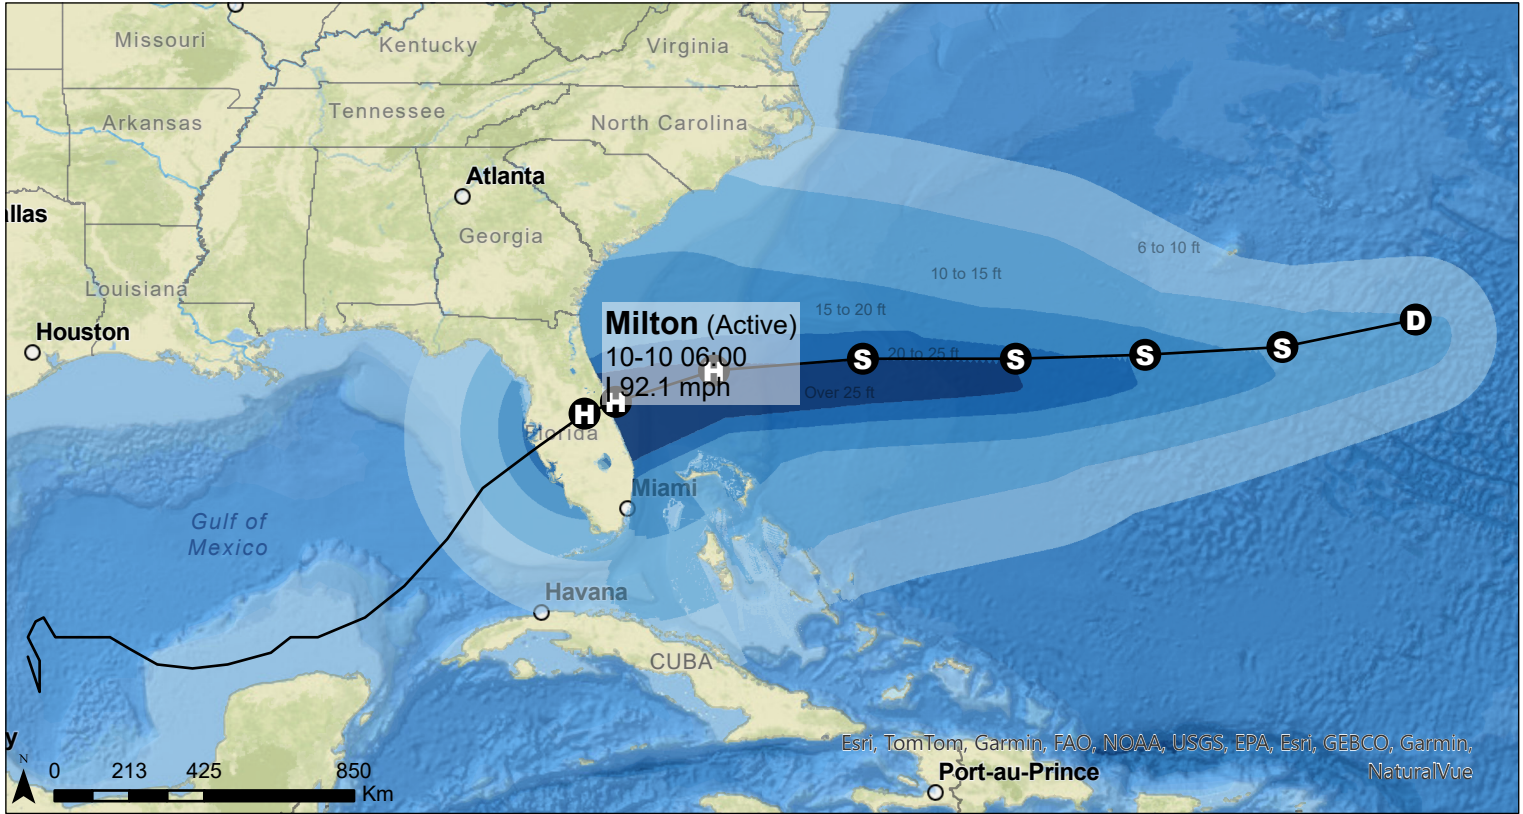 Missouri
Kentucky
Virginia
Arkansas
Tennessee
North Carolina
Atlanta
allas
Georgia
6 to 10 ft
10 to 15 ft
Louisiana
15 to 20 ft
Houston
Milton (Active)
10-10 06:00
92.1 mph
D
S
S
S
S
20 to 25 ft
H
Over 25 ft
H
H
Florida
Miami
Gulf of
Mexico
Havana
CUBA
y
N
0 213 425 850
Km
Esri, TomTom, Garmin, FAO, NOAA, USGS, EPA, Esri, GEBCO, Garmin,
NaturalVue
Port-au-Prince